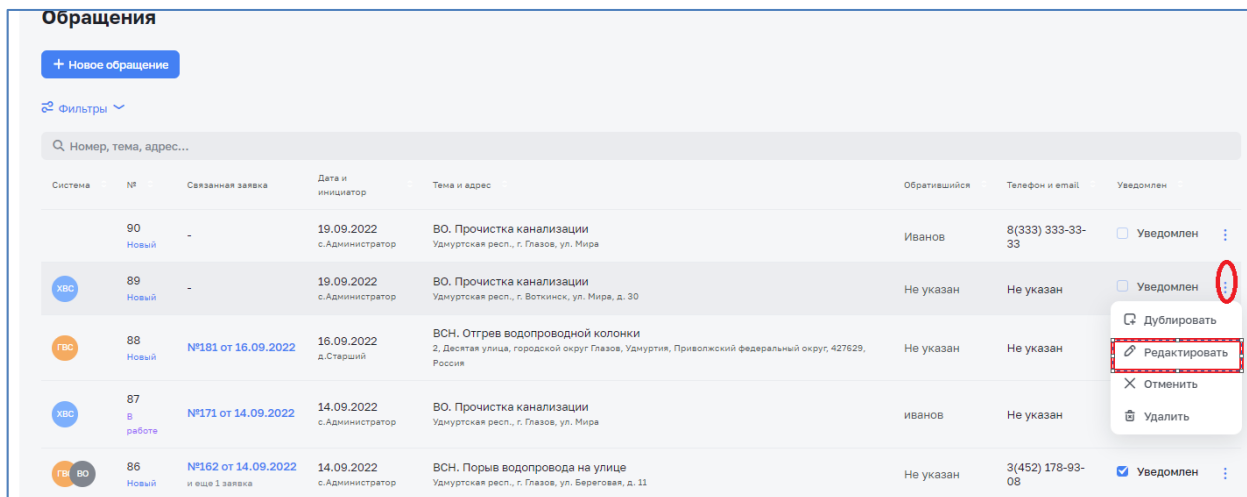 Обращения
+ Новое обращение
Фильтры
Номер, тема, адрес...
Система № Связанная заявка Дата и инициатор Тема и адрес Обратившийся Телефон и email Уведомлен
90 - 19.09.2022 ВО. Прочистка канализации Иванов 8(333) 333-33-33 Уведомлен
Новый с.Администратор Удмуртская респ., г. Глазов, ул. Мира
ХВС 89 - 19.09.2022 ВО. Прочистка канализации Не указан Не указан Уведомлен
Новый с.Администратор Удмуртская респ., г. Воткинск, ул. Мира, д. 30
Дублировать
Редактировать
Отменить
Удалить
ГВС 88 №181 от 16.09.2022 16.09.2022 ВСН. Отгрев водопроводной колонки Не указан Не указан
Новый д.Старший 2, Десятая улица, городской округ Глазов, Удмуртия, Приволжский федеральный округ, 427629,
Россия
ХВС 87 №171 от 14.09.2022 14.09.2022 ВО. Прочистка канализации иванов Не указан
В работе с.Администратор Удмуртская респ., г. Глазов, ул. Мира
ГВ ВО 86 №162 от 14.09.2022 14.09.2022 ВСН. Порыв водопровода на улице Не указан 3(452) 178-93-08 Уведомлен
Новый и еще 1 заявка с.Администратор Удмуртская респ., г. Глазов, ул. Береговая, д. 11